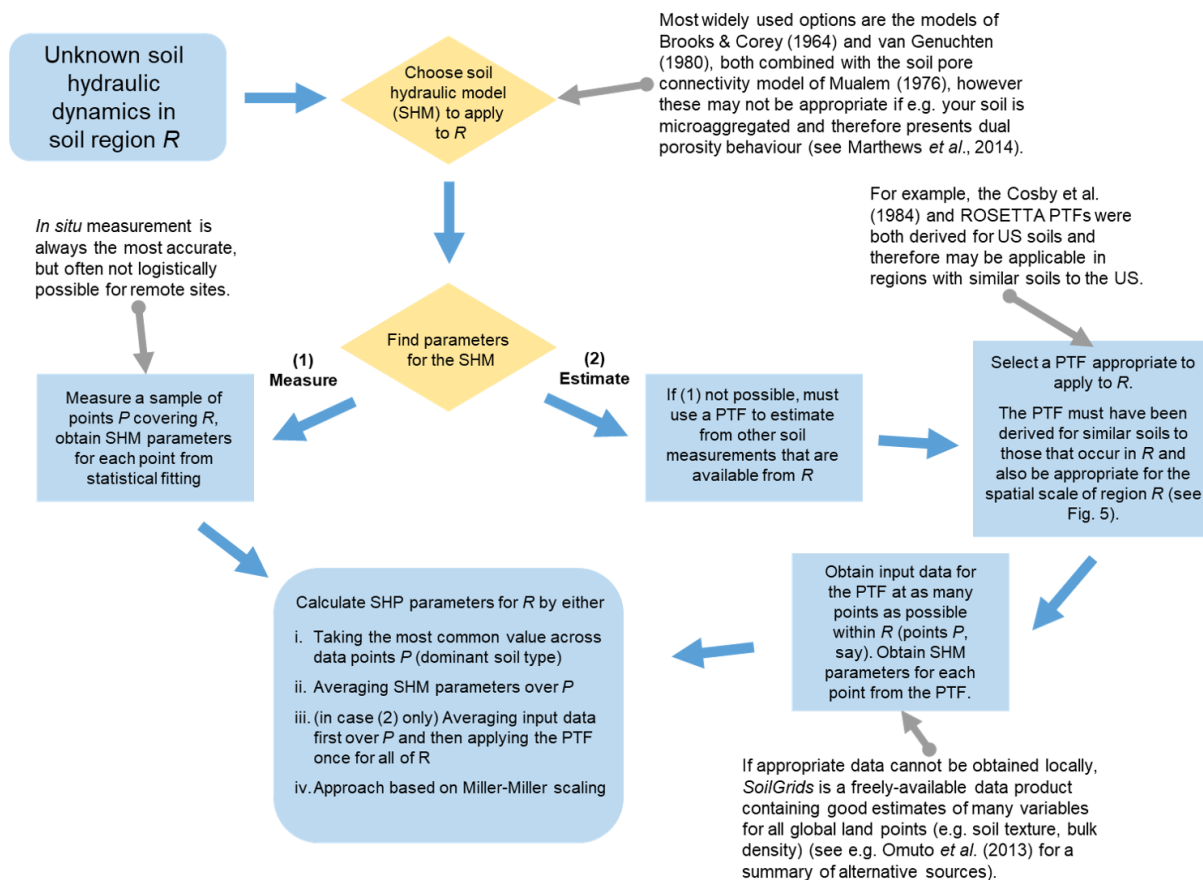 Unknown soil
hydraulic
dynamics in
soil region R
Choose soil
hydraulic model
(SHM) to apply
to R
Most widely used options are the models of
Brooks & Corey (1964) and van Genuchten
(1980), both combined with the soil pore
connectivity model of Mualem (1976), however
these may not be appropriate if e.g. your soil is
microaggregated and therefore presents dual
porosity behaviour (see Marthews et al., 2014).
In situ measurement is
always the most accurate,
but often not logistically
possible for remote sites.
For example, the Cosby et al.
(1984) and ROSETTA PTFs were
both derived for US soils and
therefore may be applicable in
regions with similar soils to the US.
Find parameters
for the SHM
(1)
Measure
(2)
Estimate
Measure a sample of
points P covering R,
obtain SHM parameters
for each point from
statistical fitting
If (1) not possible, must
use a PTF to estimate
from other soil
measurements that are
available from R
Select a PTF appropriate to
apply to R.
The PTF must have been
derived for similar soils to
those that occur in R and
also be appropriate for the
spatial scale of region R (see
Fig. 5).
Obtain input data for
the PTF at as many
points as possible
within R (points P,
say). Obtain SHM
parameters for each
point from the PTF.
Calculate SHP parameters for R by either
i. Taking the most common value across
data points P (dominant soil type)
ii. Averaging SHM parameters over P
iii. (in case (2) only) Averaging input data
first over P and then applying the PTF
once for all of R
iv. Approach based on Miller-Miller scaling
If appropriate data cannot be obtained locally,
SoilGrids is a freely-available data product
containing good estimates of many variables
for all global land points (e.g. soil texture, bulk
density) (see e.g. Omuto et al. (2013) for a
summary of alternative sources).